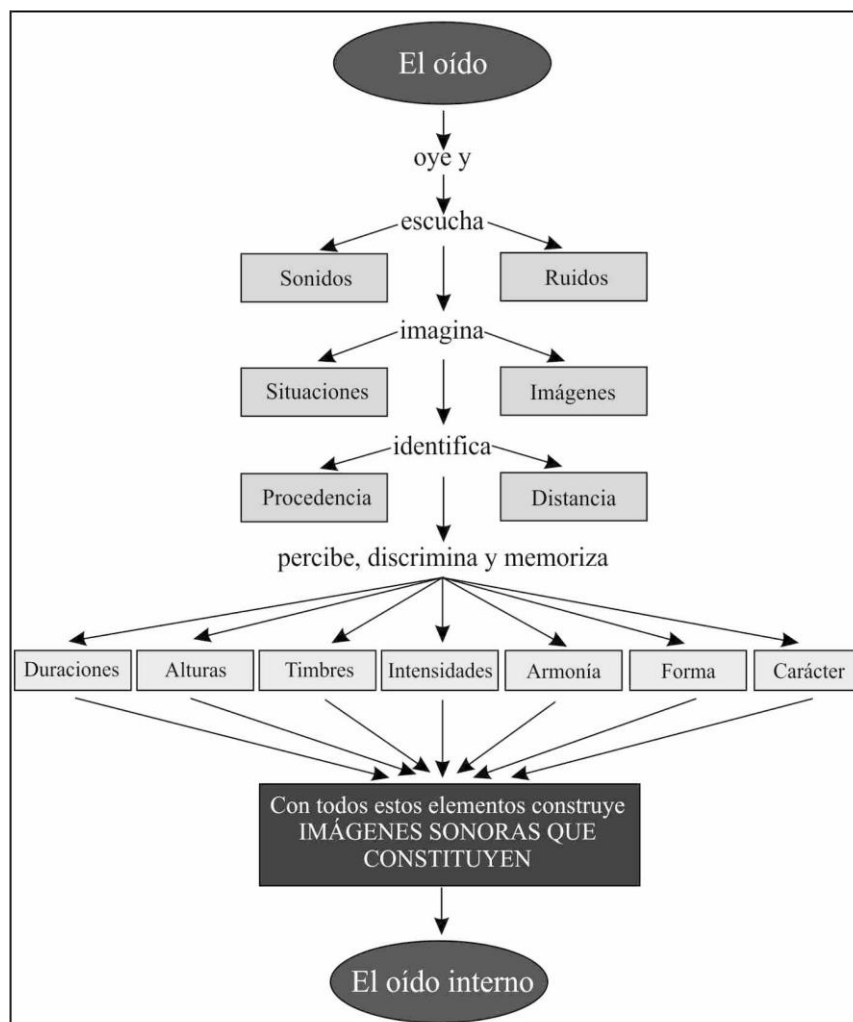 El oído
oye y
escucha
Sonidos
Ruidos
imagina
Situaciones
Imágenes
identifica
Procedencia
Distancia
percibe, discrimina y memoriza
Duraciones
Alturas
Timbres
Intensidades
Armonía
Forma
Carácter
Con todos estos elementos construye
IMÁGENES SONORAS QUE
CONSTITUYEN
El oído interno